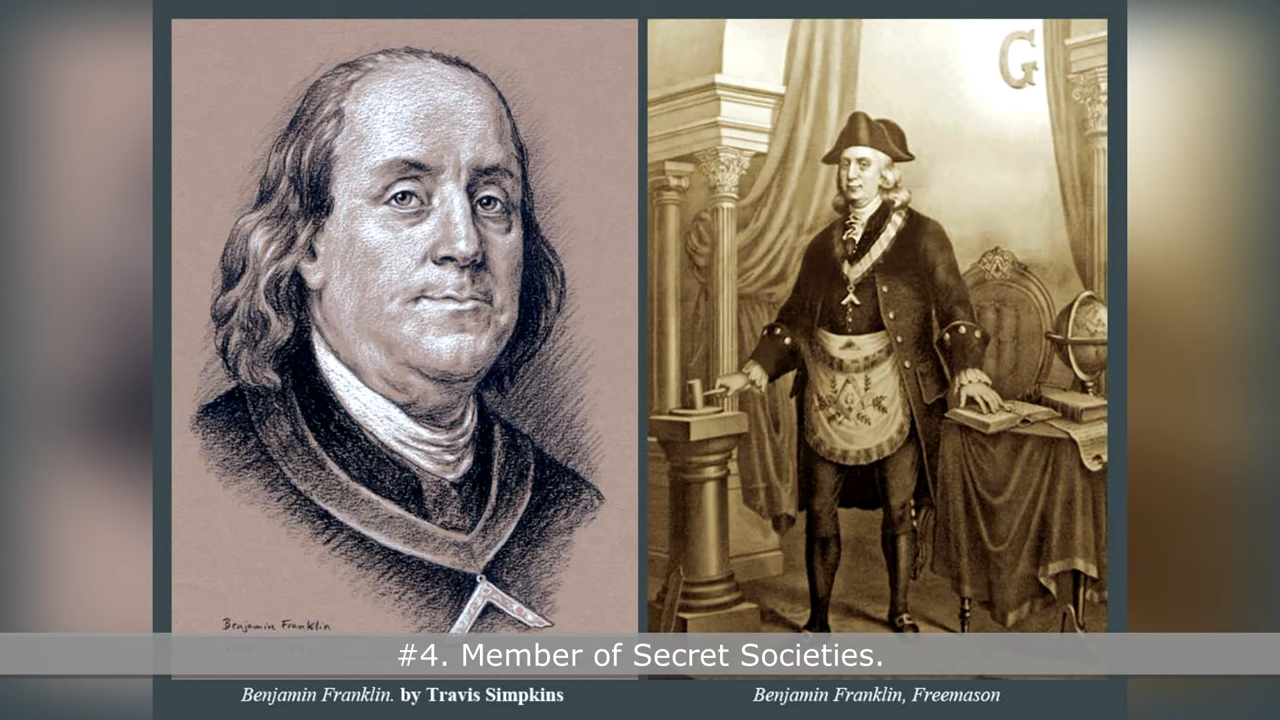 G
Benjamin Franklin
#4. Member of Secret Societies.
Benjamin Franklin. by Travis Simpkins
Benjamin Franklin, Freemason